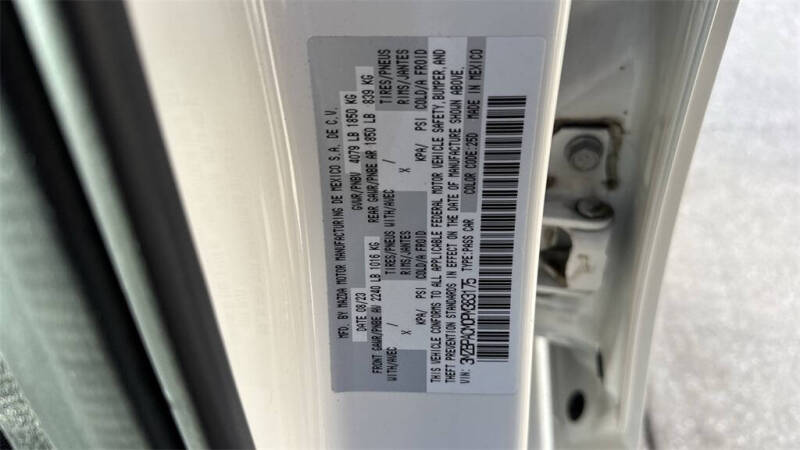 MFD. BY MAZDA MOTOR MANUFACTURING DE MEXICO S.A. DE C.V.
DATE 08/23 GVWR/PNBV 4079 LB 1850 KG
FRONT GAWR/PNBE AV 2240 LB 1016 KG REAR GAWR/PNBE AR 1850 LB 839 KG
WITH/AVEC / TIRES/PNEUS WITH/AVEC / TIRES/PNEUS
X RIMS/JANTES X RIMS/JANTES
KPA/ PSI COLD/A FROID KPA/ PSI COLD/A FROID
THIS VEHICLE CONFORMS TO ALL APPLICABLE FEDERAL MOTOR VEHICLE SAFETY, BUMPER, AND
THEFT PREVENTION STANDARDS IN EFFECT ON THE DATE OF MANUFACTURE SHOWN ABOVE.
VIN: TYPE:PASS CAR COLOR CODE:25D MADE IN MEXICO